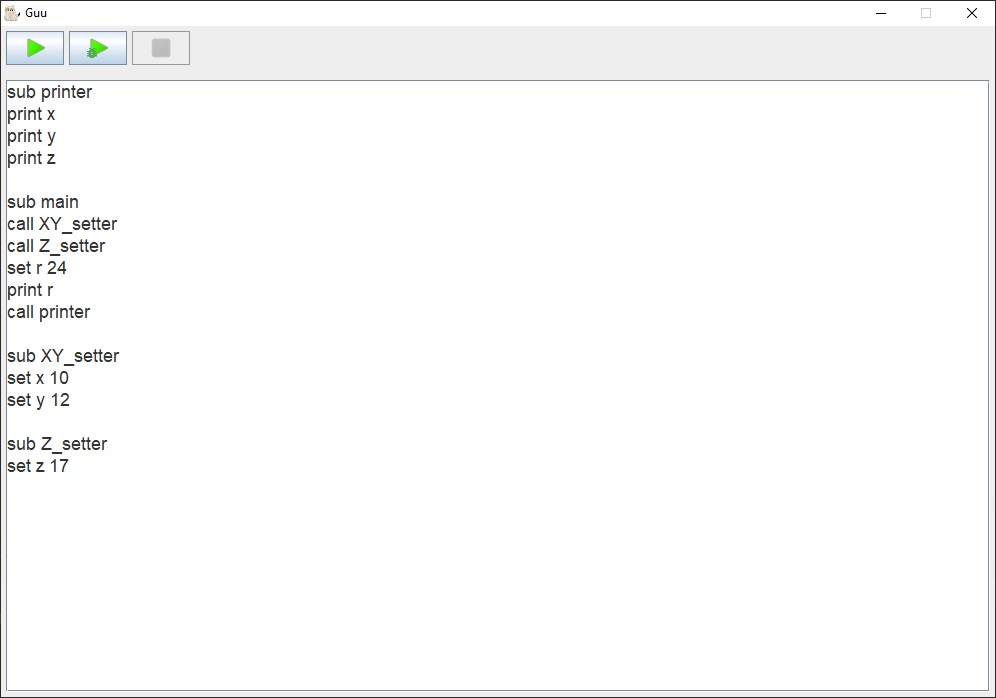 Guu
sub printer
print x
print y
print z
sub main
call XY_setter
call Z_setter
set r 24
print r
call printer
sub XY_setter
set x 10
set y 12
sub Z_setter
set z 17